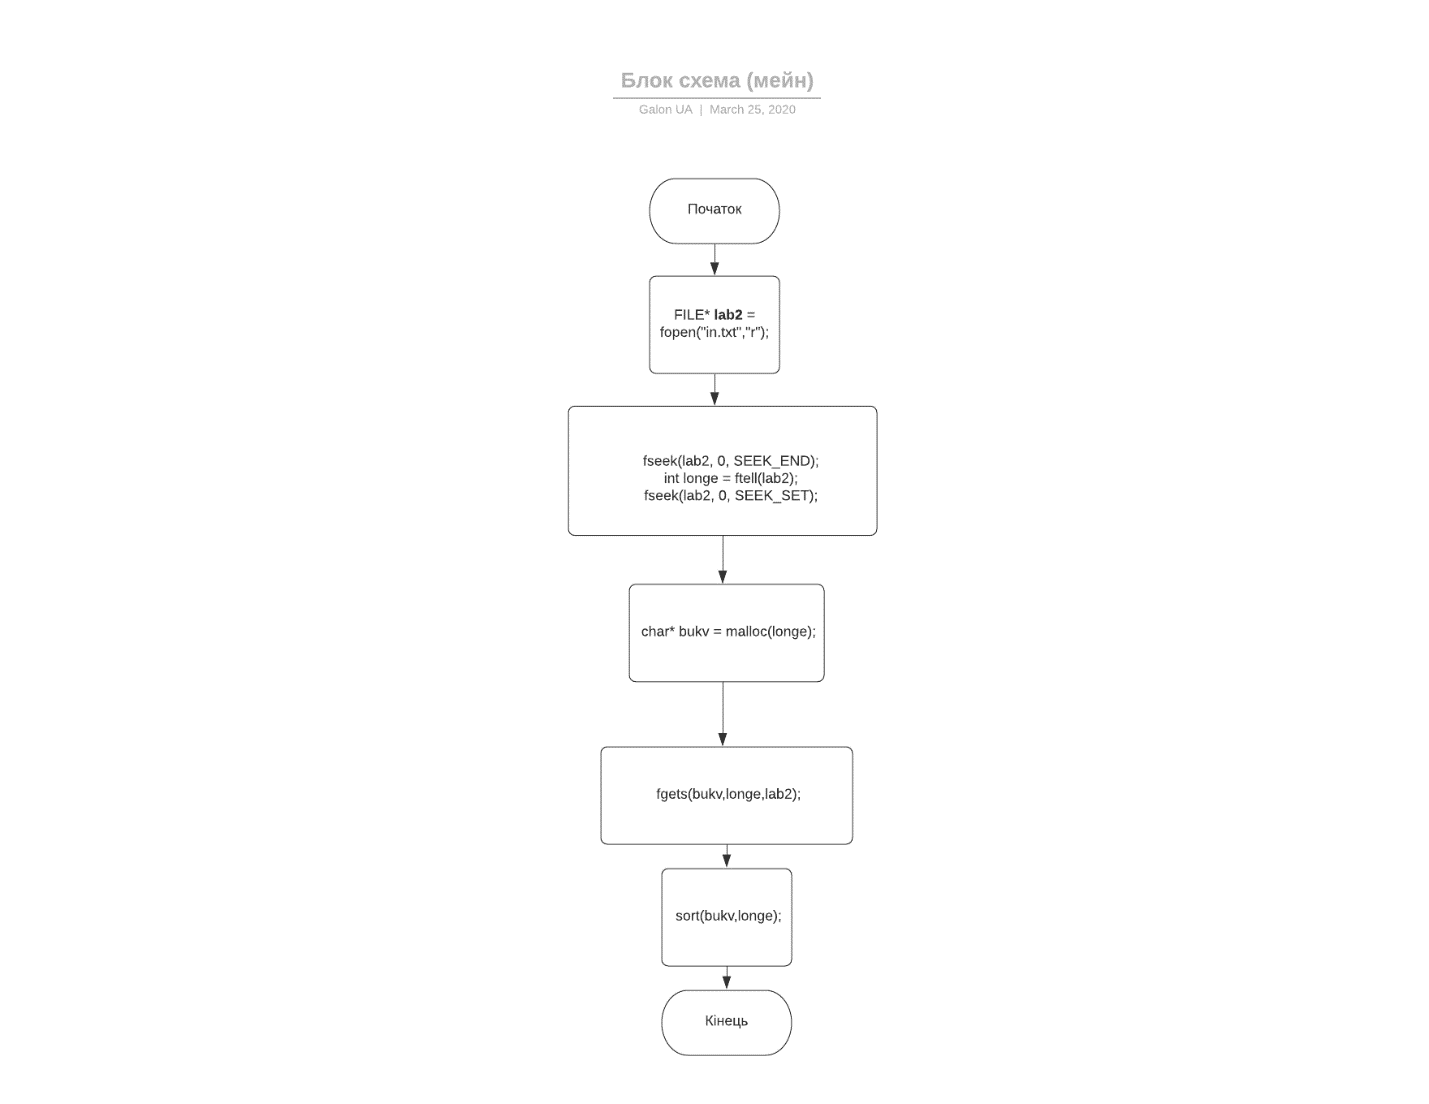 Блок схема (мейн)
Galon UA | March 25, 2020
Початок
FILE* lab2 =
fopen("in.txt","r");
fseek(lab2, 0, SEEK_END);
int longe = ftell(lab2);
fseek(lab2, 0, SEEK_SET);
char* bukv = malloc(longe);
fgets(bukv,longe,lab2);
sort(bukv,longe);
Кінець